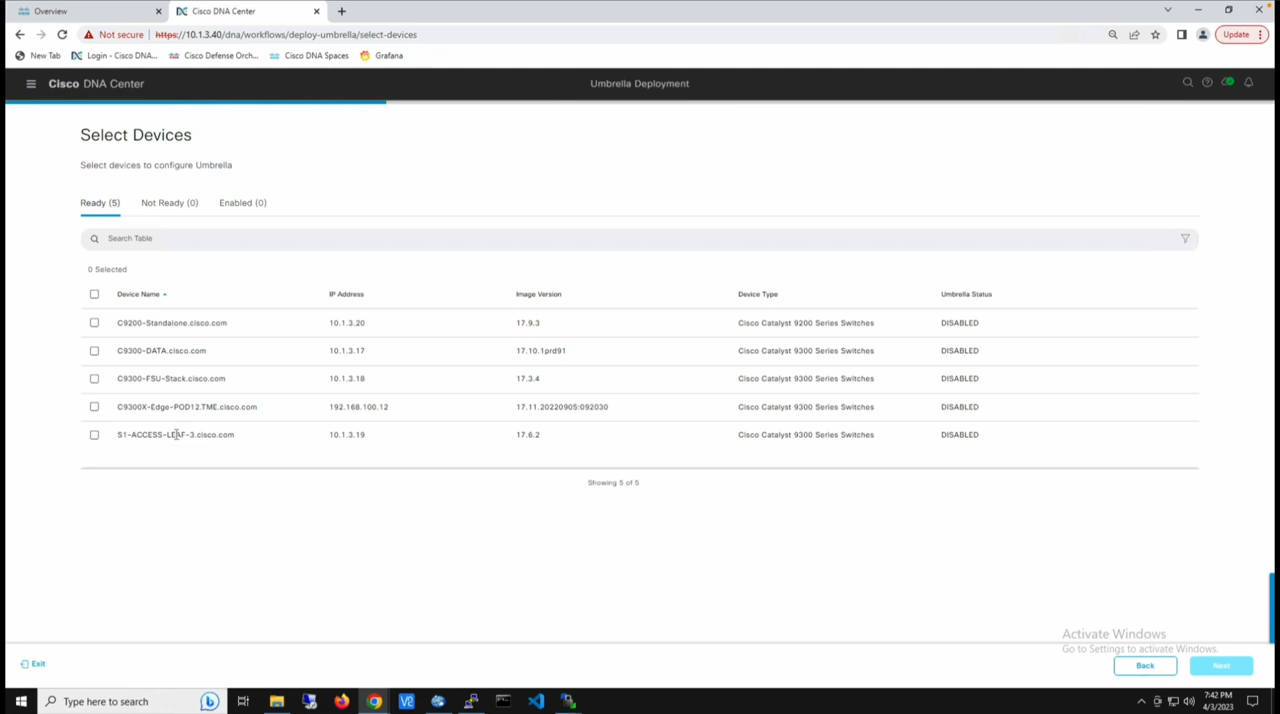 Overview
Cisco DNA Center
Not secure
https://10.1.3.40/dna/workflows/deploy-umbrella/select-devices
Update
New Tab
Login - Cisco DNA...
Cisco Defense Orch...
Cisco DNA Spaces
Grafana
Cisco DNA Center
Umbrella Deployment
Select Devices
Select devices to configure Umbrella
Ready (5) Not Ready (0) Enabled (0)
Search Table
0 Selected
Device Name IP Address Image Version Device Type Umbrella Status
C9200-Standalone.cisco.com 10.1.3.20 17.9.3 Cisco Catalyst 9200 Series Switches DISABLED
C9300-DATA.cisco.com 10.1.3.17 17.10.1prd91 Cisco Catalyst 9300 Series Switches DISABLED
C9300-FSU-Stack.cisco.com 10.1.3.18 17.3.4 Cisco Catalyst 9300 Series Switches DISABLED
C9300X-Edge-POD12.TME.cisco.com 192.168.100.12 17.11.20220905:092030 Cisco Catalyst 9300 Series Switches DISABLED
S1-ACCESS-LEAF-3.cisco.com 10.1.3.19 17.6.2 Cisco Catalyst 9300 Series Switches DISABLED
Showing 5 of 5
Activate Windows
Go to Settings to activate Windows.
Exit
Back
Next
Type here to search
7:42 PM
4/3/2023